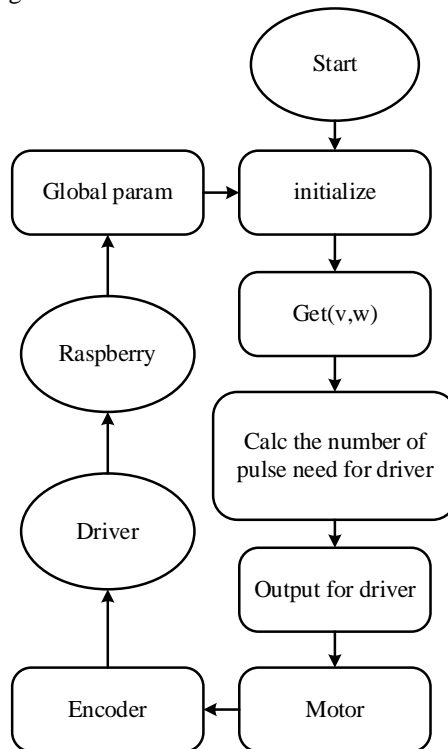 Start
Global param
initialize
Get(v,w)
Raspberry
Calc the number of
pulse need for driver
Driver
Output for driver
Encoder
Motor